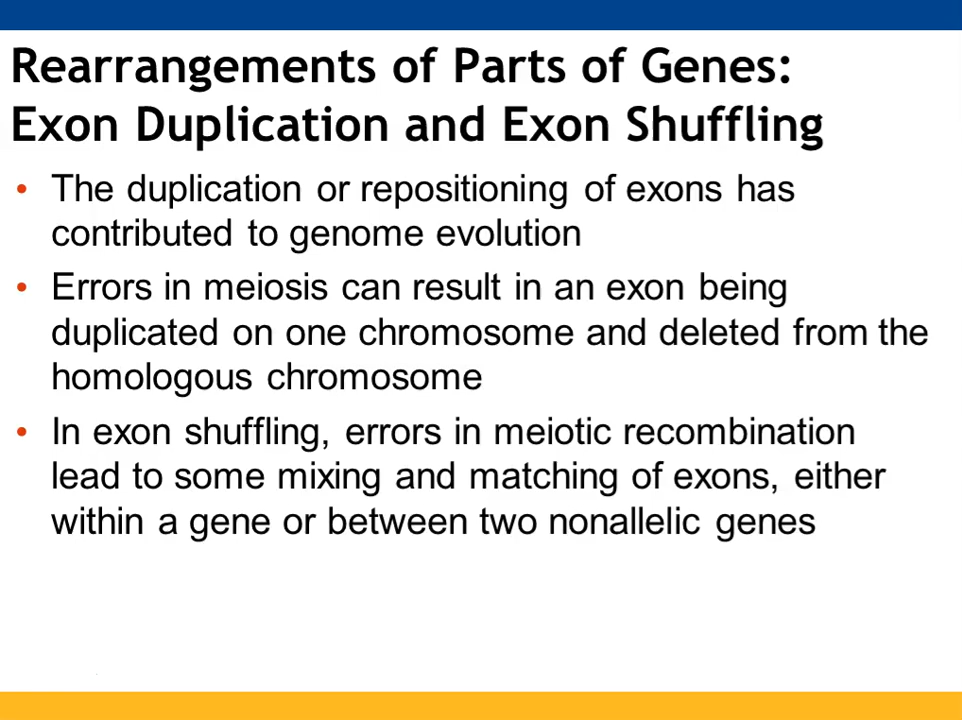 Rearrangements of Parts of Genes:
Exon Duplication and Exon Shuffling
• The duplication or repositioning of exons has
contributed to genome evolution
• Errors in meiosis can result in an exon being
duplicated on one chromosome and deleted from the
homologous chromosome
• In exon shuffling, errors in meiotic recombination
lead to some mixing and matching of exons, either
within a gene or between two nonallelic genes